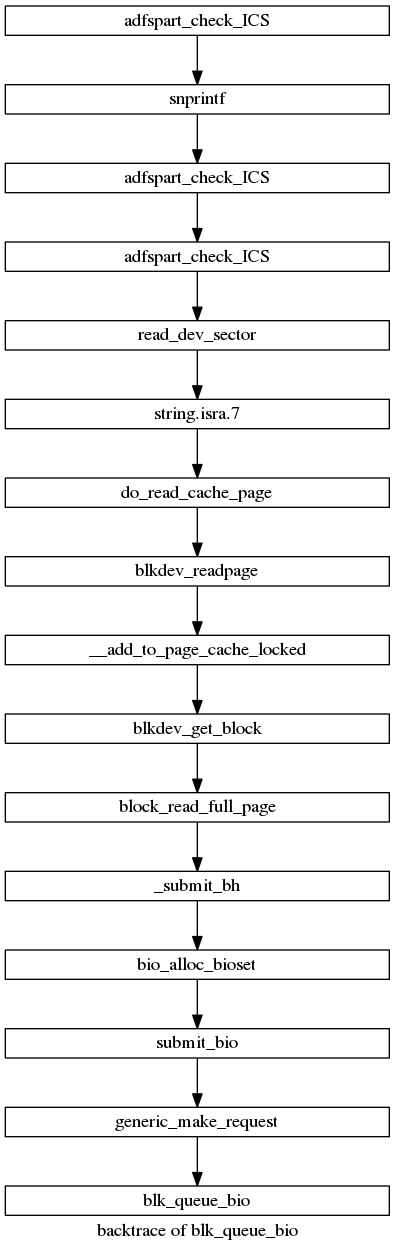 adfspart_check_ICS
snprintf
adfspart_check_ICS
adfspart_check_ICS
read_dev_sector
string.isra.7
do_read_cache_page
blkdev_readpage
__add_to_page_cache_locked
blkdev_get_block
block_read_full_page
_submit_bh
bio_alloc_bioset
submit_bio
generic_make_request
blk_queue_bio
backtrace of blk_queue_bio